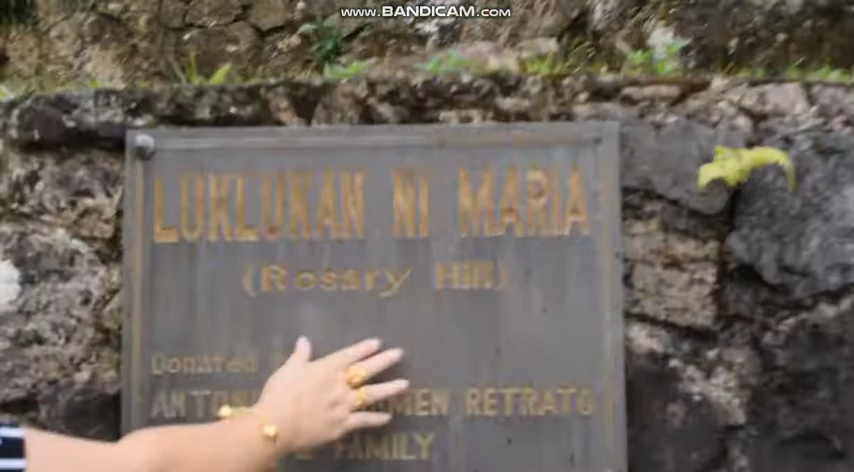 WWW.BANDICAM.COM
LUKLUKAN NI MARIA
(Rosary Hill)
Donated
RETRATO
FAMILY